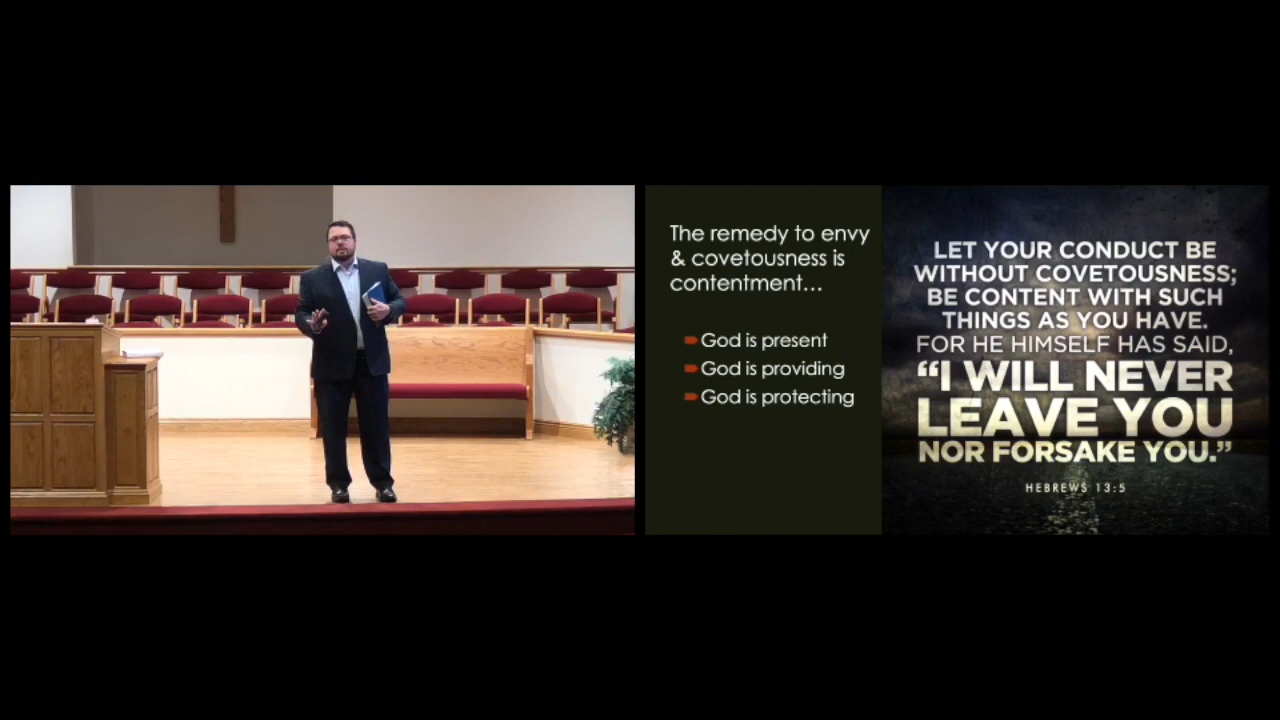 The remedy to envy
& covetousness is
contentment...
God is present
God is providing
God is protecting
LET YOUR CONDUCT BE
WITHOUT COVETOUSNESS;
BE CONTENT WITH SUCH
THINGS AS YOU HAVE.
FOR HE HIMSELF HAS SAID,
“I WILL NEVER
LEAVE YOU
NOR FORSAKE YOU.”
HEBREWS 13:5